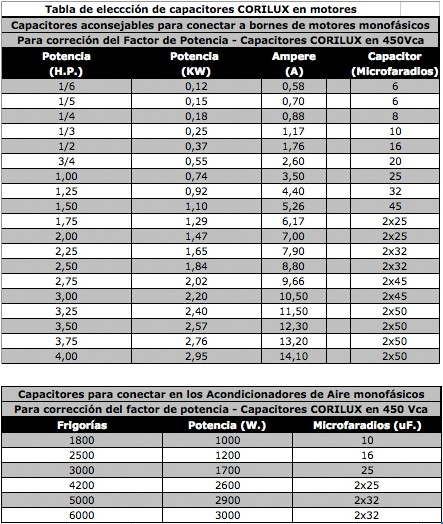 Tabla de eleccción de capacitores CORILUX en motores
Capacitores aconsejables para conectar a bornes de motores monofásicos
Para correción del Factor de Potencia - Capacitores CORILUX en 450Vca
Potencia (H.P.) Potencia (KW) Ampere (A) Capacitor (Microfaradios)
1/6 0,12 0,58 6
1/5 0,15 0,70 6
1/4 0,18 0,88 8
1/3 0,25 1,17 10
1/2 0,37 1,76 16
3/4 0,55 2,60 20
1,00 0,74 3,50 25
1,25 0,92 4,40 32
1,50 1,10 5,26 45
1,75 1,29 6,17 2x25
2,00 1,47 7,00 2x25
2,25 1,65 7,90 2x32
2,50 1,84 8,80 2x32
2,75 2,02 9,66 2x45
3,00 2,20 10,50 2x45
3,25 2,40 11,50 2x50
3,50 2,57 12,30 2x50
3,75 2,76 13,20 2x50
4,00 2,95 14,10 2x50
Capacitores para conectar en los Acondicionadores de Aire monofásicos
Para corrección del factor de potencia - Capacitores CORILUX en 450 Vca
Frigorías Potencia (W.) Microfaradios (uF.)
1800 1000 10
2500 1200 16
3000 1700 25
4200 2600 2x25
5000 2900 2x32
6000 3000 2x32